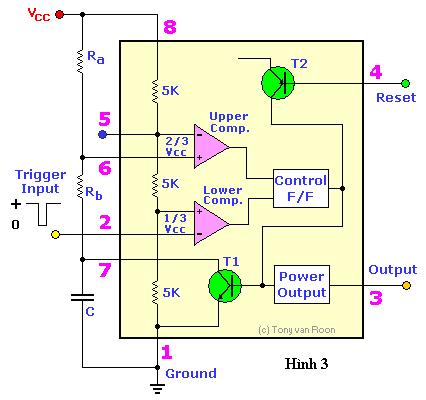 Vcc
8
Ra
T2
4
Reset
5K
5
Upper
Comp.
2/3
Vcc
-
+
6
Trigger
Input
5K
Control
F/F
Rb
Lower
Comp.
+
0
2
1/3
Vcc
+
-
7
T1
5K
Power
Output
Output
3
C
(c) Tony van Roon
1
Ground
Hình 3